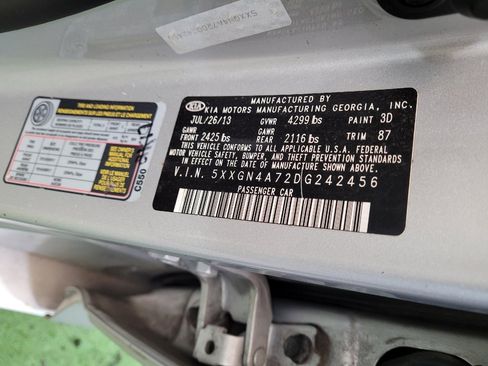 MANUFACTURED BY
KIA KIA MOTORS MANUFACTURING GEORGIA, INC.
JUL/26/13 GVWR 4299 lbs PAINT 3D
GAWR FRONT 2425 lbs GAWR REAR 2116 lbs TRIM 87
THIS VEHICLE CONFORMS TO ALL APPLICABLE U.S.A. FEDERAL
MOTOR VEHICLE SAFETY, BUMPER, AND THEFT PREVENTION STANDARDS
IN EFFECT ON THE DATE OF MANUFACTURE SHOWN ABOVE.
V.I.N. 5XXGN4A72DG242456
PASSENGER CAR
TIRE AND LOADING INFORMATION
C550